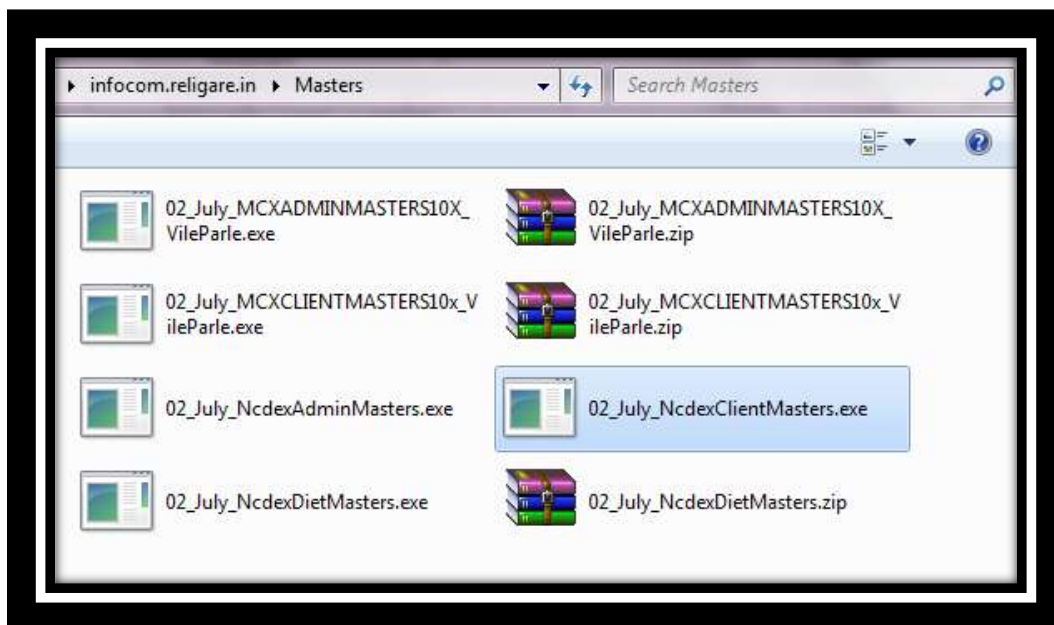 infocom.religare.in ▸ Masters
Search Masters
02_July_MCXADMINMASTERS10X_
VileParle.exe
02_July_MCXADMINMASTERS10X_
VileParle.zip
02_July_MCXCLIENTMASTERS10x_V
ileParle.exe
02_July_MCXCLIENTMASTERS10x_V
ileParle.zip
02_July_NcdexAdminMasters.exe
02_July_NcdexClientMasters.exe
02_July_NcdexDietMasters.exe
02_July_NcdexDietMasters.zip